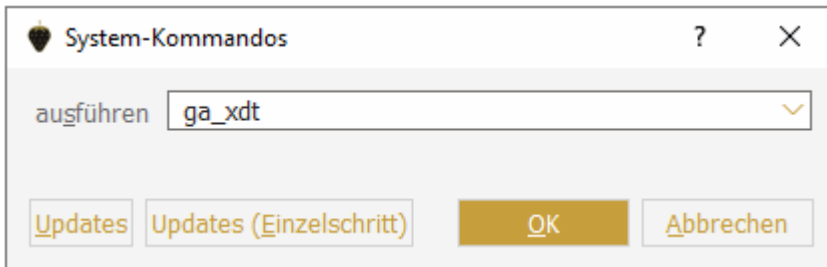 System-Kommandos ?
ausführen ga_xdt
Updates Updates (Einzelschritt) OK Abbrechen